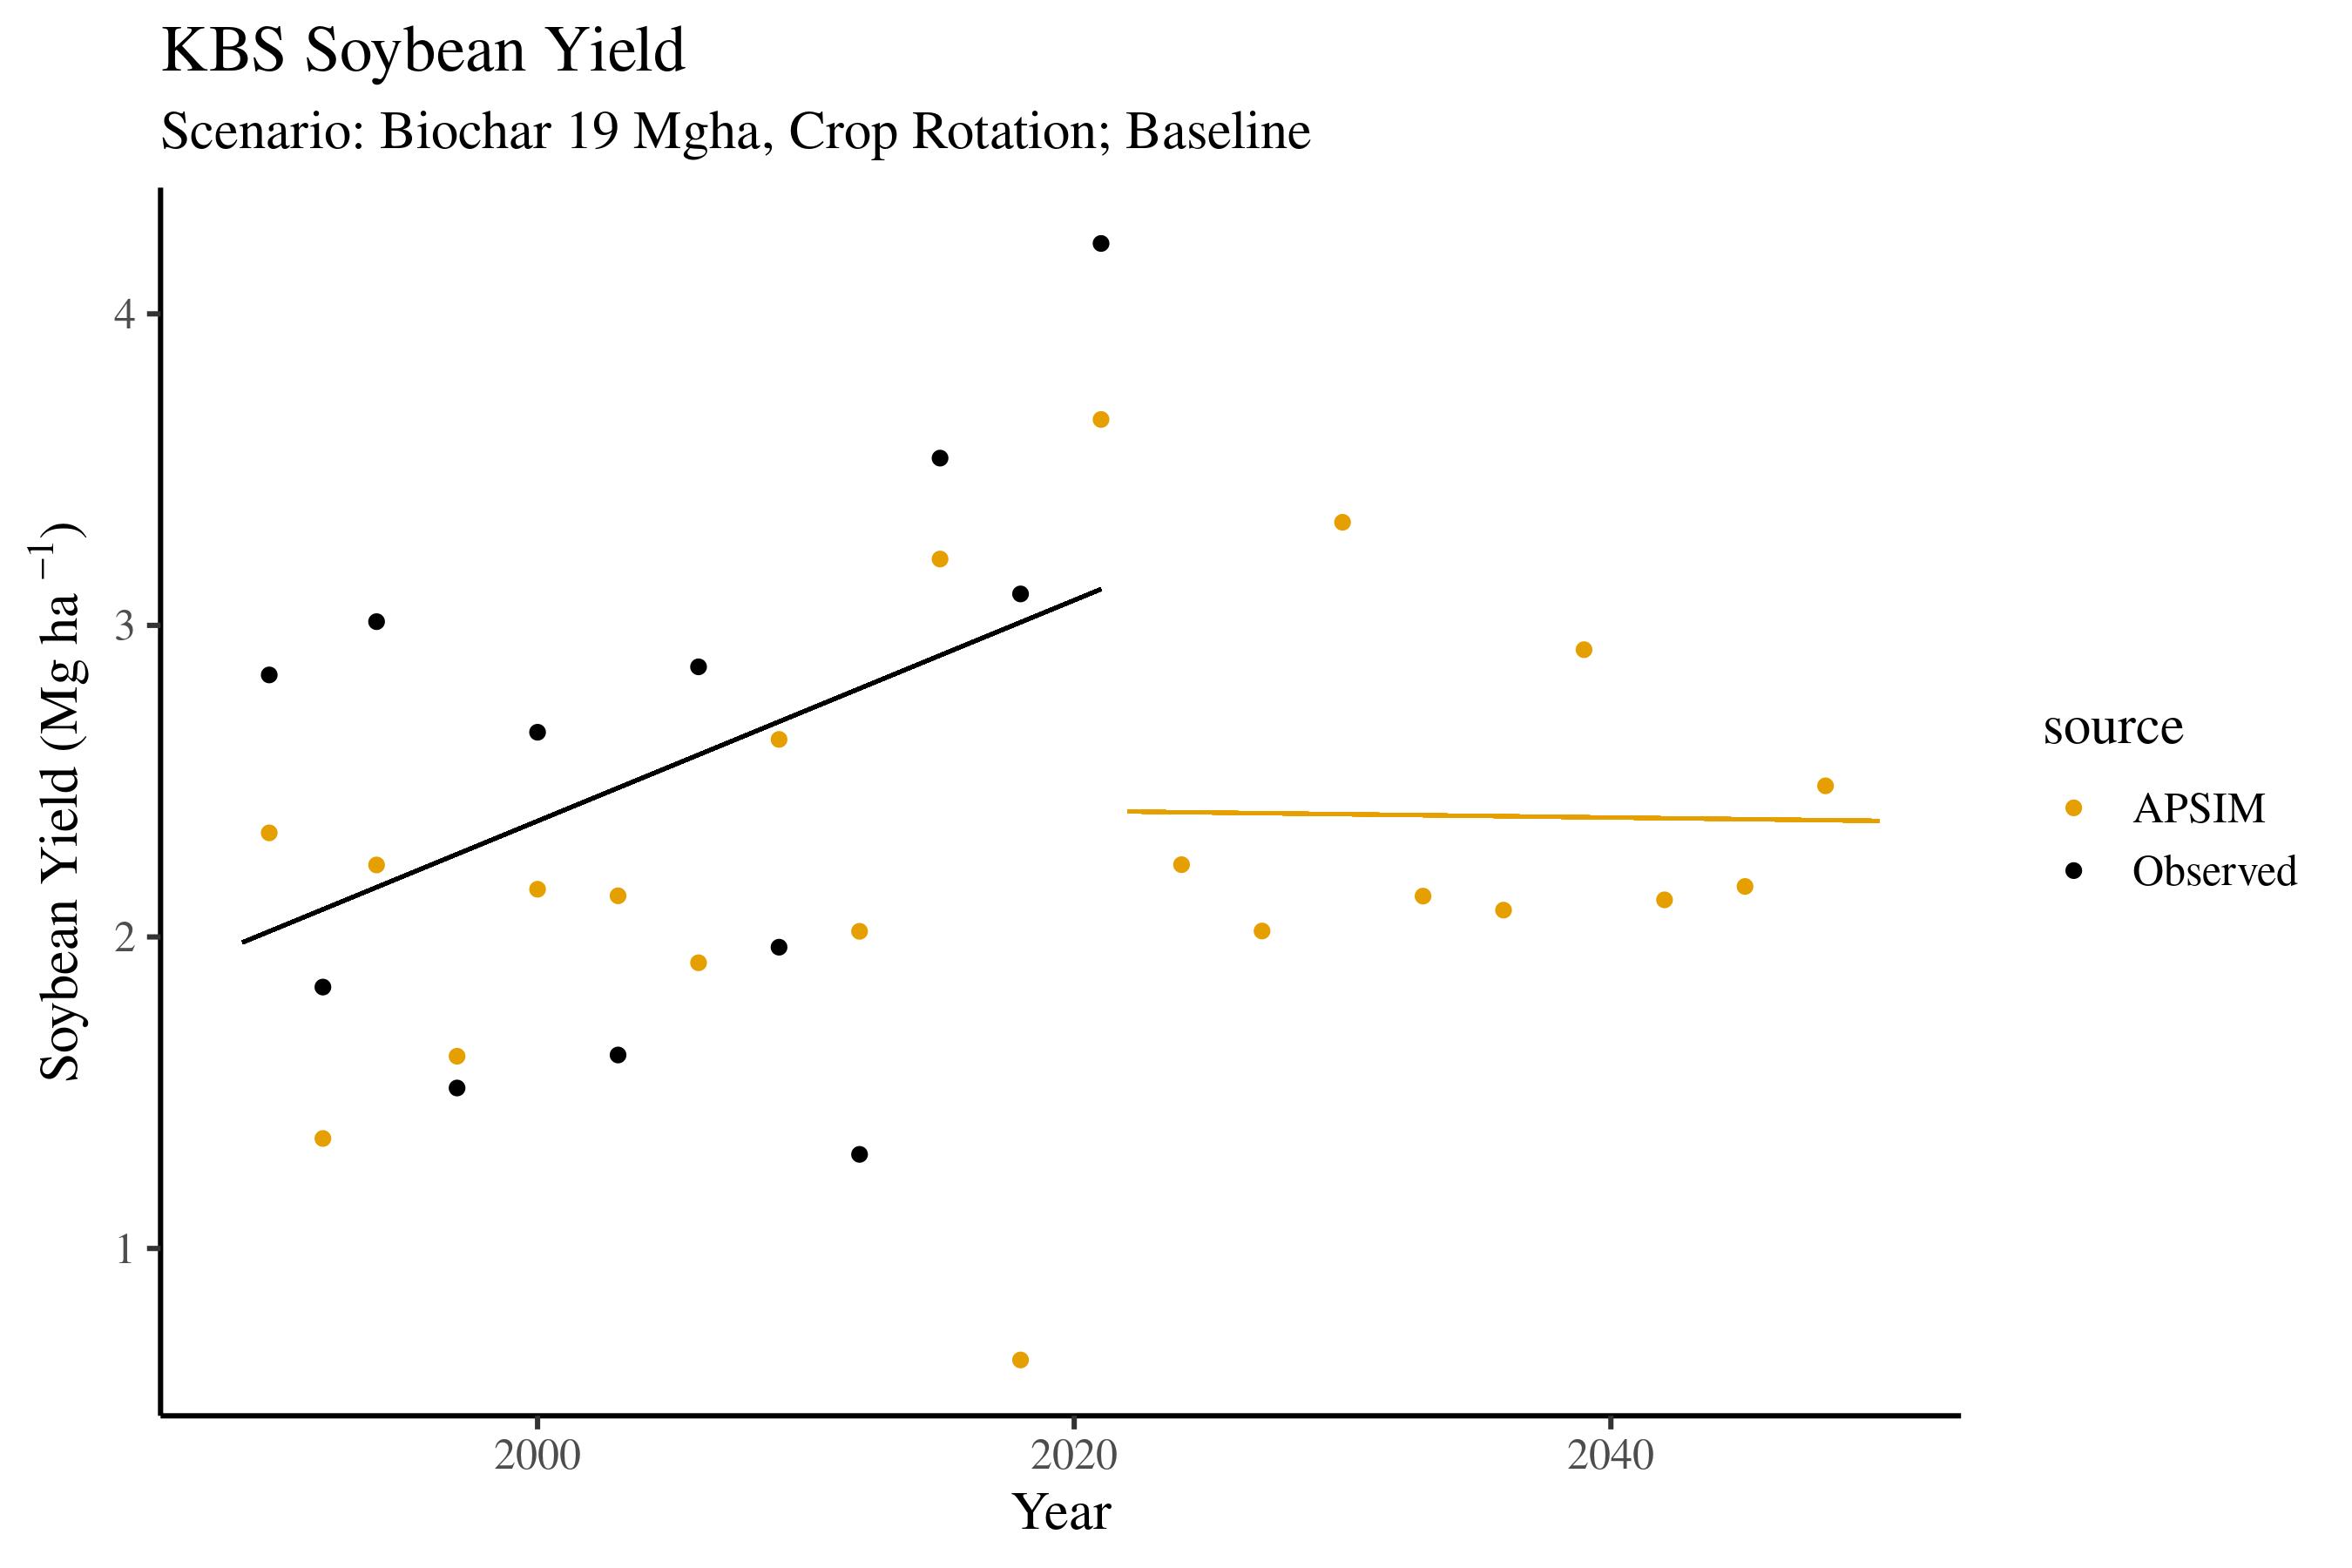 KBS Soybean Yield
Scenario: Biochar 19 Mgha, Crop Rotation; Baseline
Soybean Yield (Mg ha ⁻¹)
4
3
2
1
2000 2020 2040
Year
source
APSIM
Observed